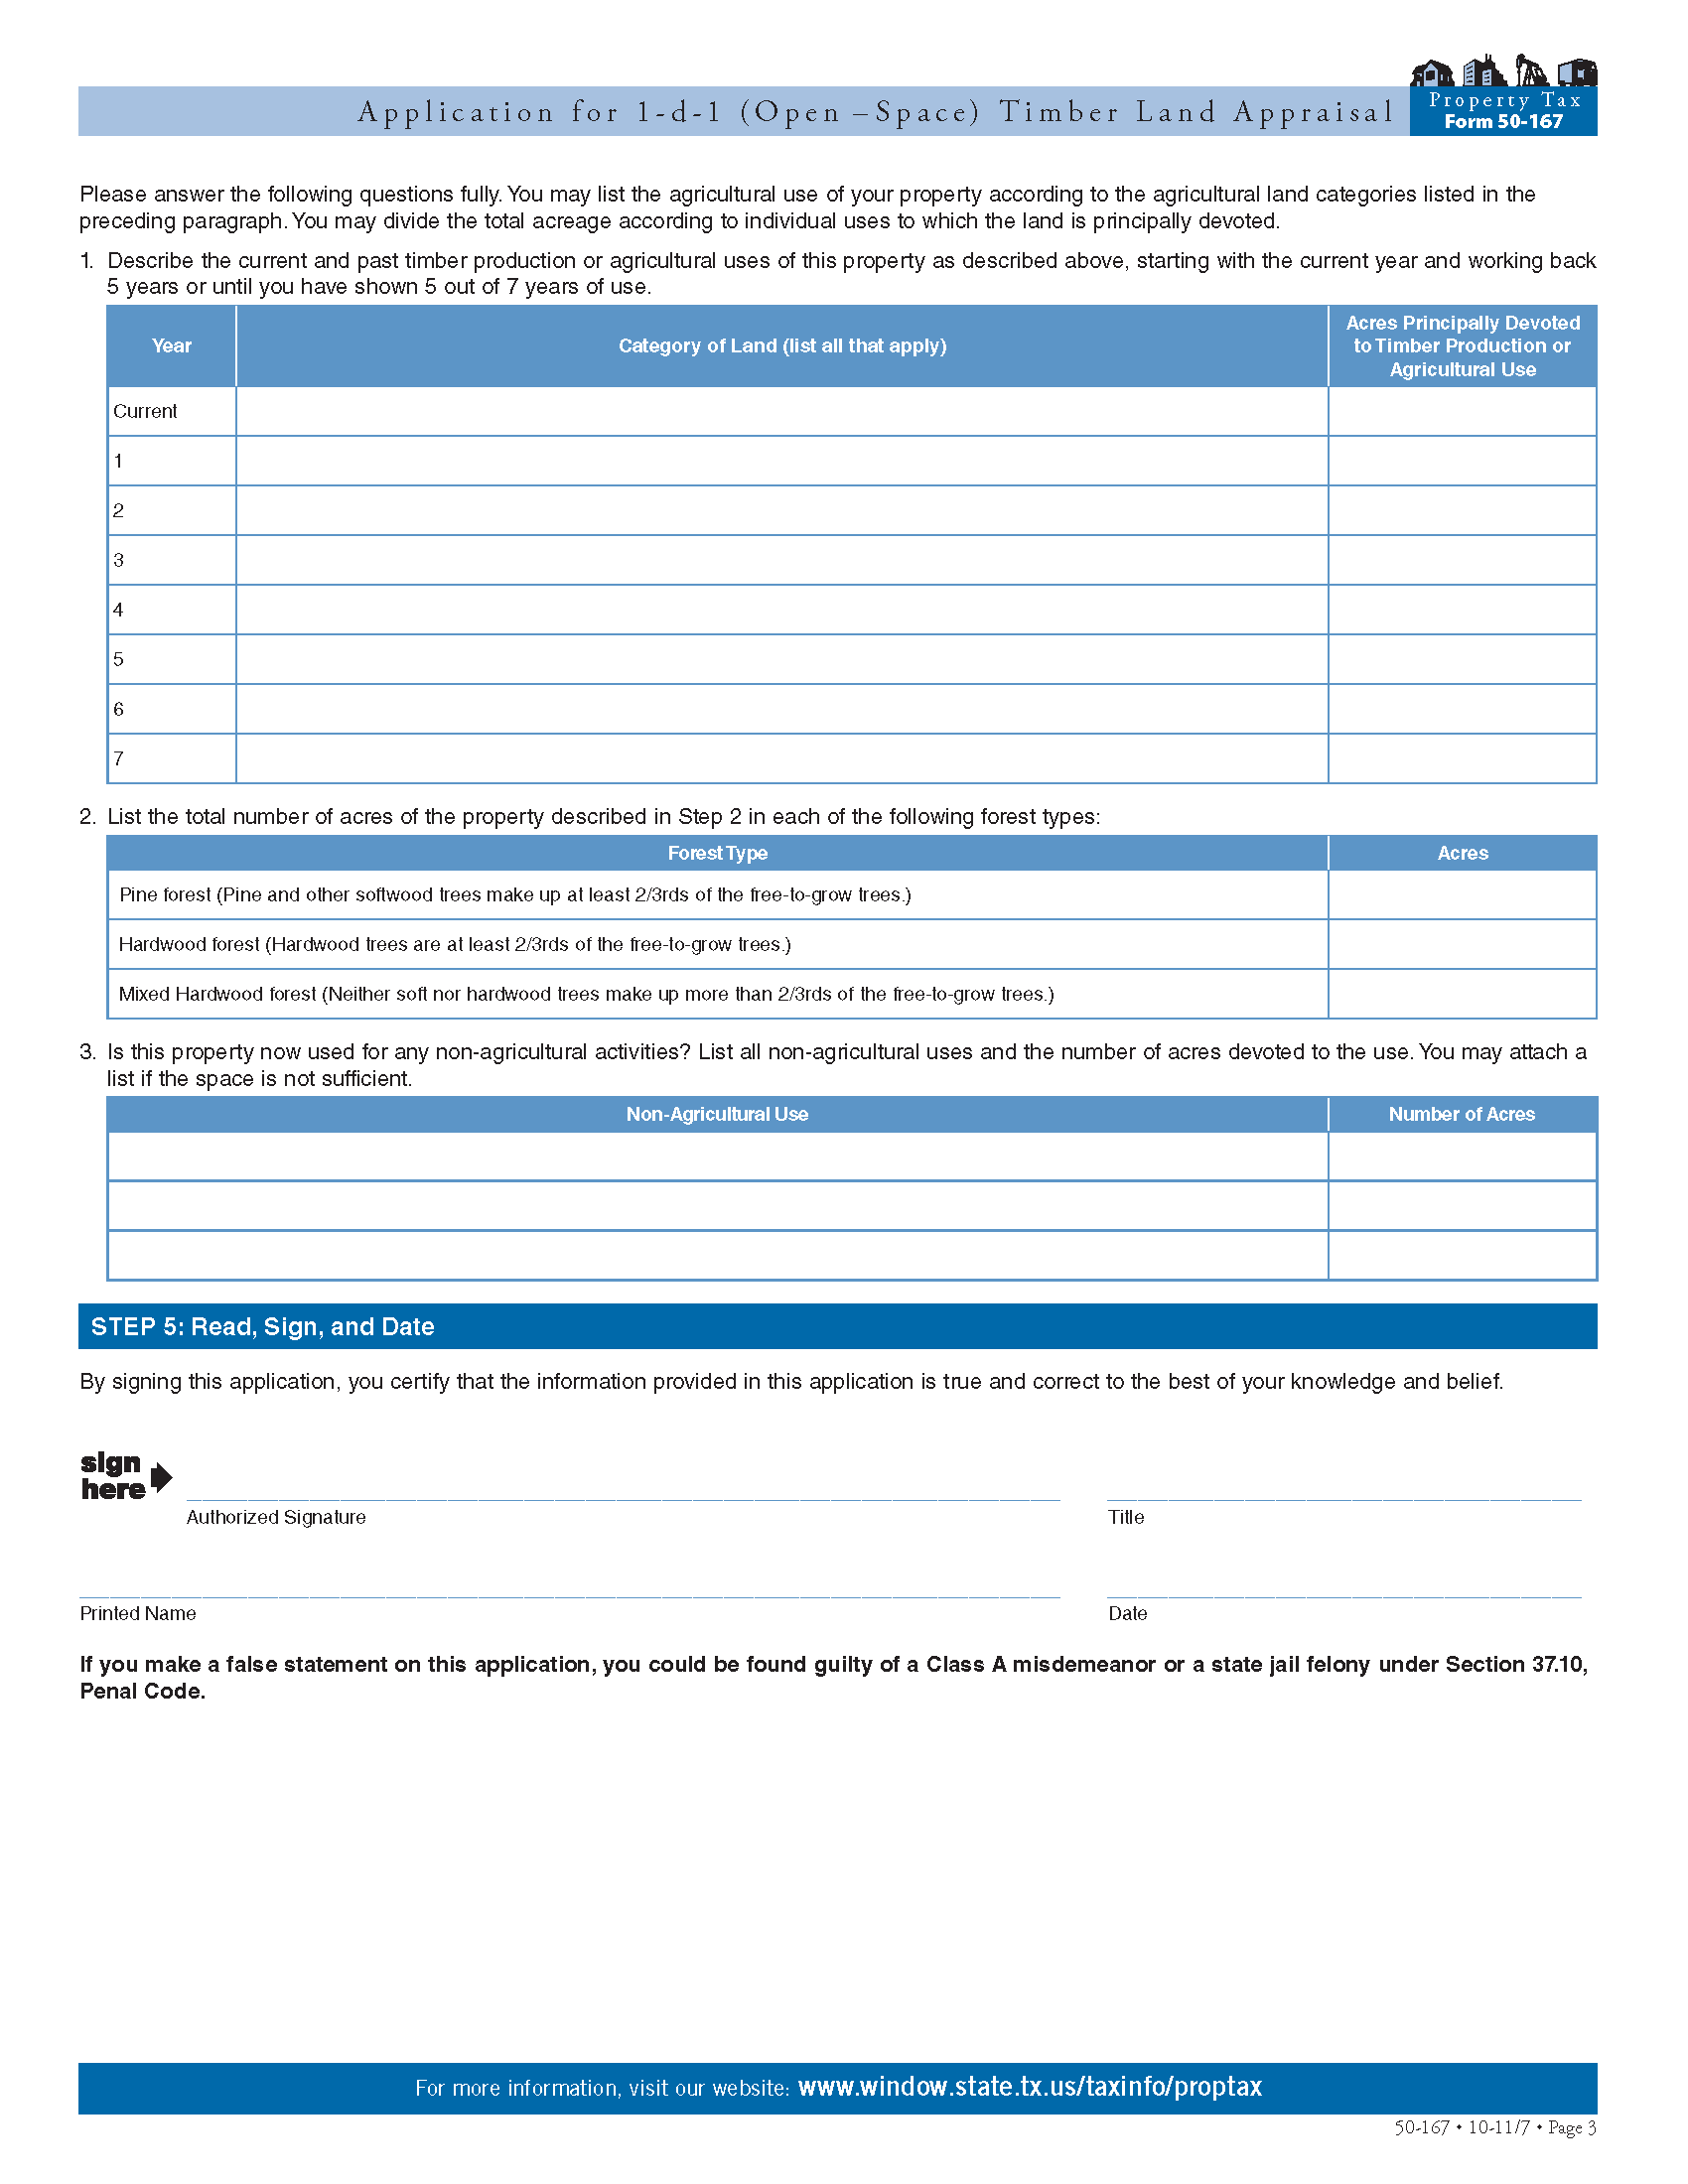 Application for 1-d-1 (Open–Space) Timber Land Appraisal
Property Tax
Form 50-167
Please answer the following questions fully. You may list the agricultural use of your property according to the agricultural land categories listed in the
preceding paragraph. You may divide the total acreage according to individual uses to which the land is principally devoted.
1. Describe the current and past timber production or agricultural uses of this property as described above, starting with the current year and working back
5 years or until you have shown 5 out of 7 years of use.
Year
Category of Land (list all that apply)
Acres Principally Devoted
to Timber Production or
Agricultural Use
Current
1
2
3
4
5
6
7
2. List the total number of acres of the property described in Step 2 in each of the following forest types:
Forest Type
Acres
Pine forest (Pine and other softwood trees make up at least 2/3rds of the free-to-grow trees.)
Hardwood forest (Hardwood trees are at least 2/3rds of the free-to-grow trees.)
Mixed Hardwood forest (Neither soft nor hardwood trees make up more than 2/3rds of the free-to-grow trees.)
3. Is this property now used for any non-agricultural activities? List all non-agricultural uses and the number of acres devoted to the use. You may attach a
list if the space is not sufficient.
Non-Agricultural Use
Number of Acres
STEP 5: Read, Sign, and Date
By signing this application, you certify that the information provided in this application is true and correct to the best of your knowledge and belief.
sign
here
Authorized Signature
Title
Printed Name
Date
If you make a false statement on this application, you could be found guilty of a Class A misdemeanor or a state jail felony under Section 37.10,
Penal Code.
For more information, visit our website: www.window.state.tx.us/taxinfo/proptax
50-167 • 10-11/7 • Page 3